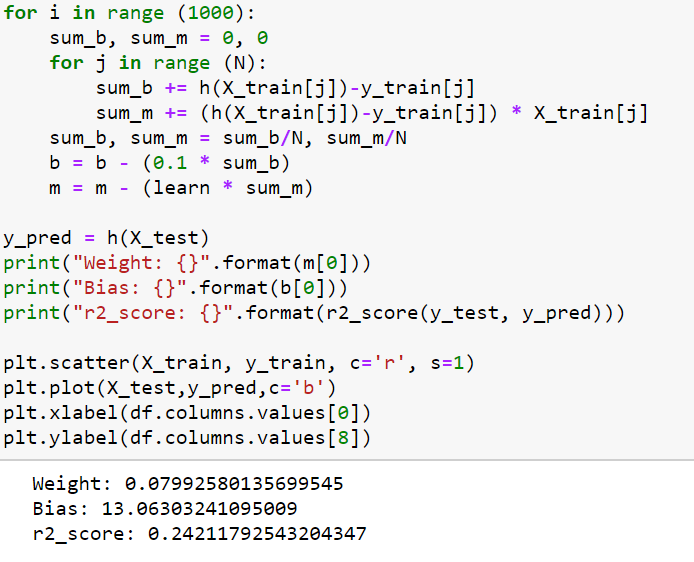 for i in range (1000):
    sum_b, sum_m = 0, 0
    for j in range (N):
        sum_b += h(X_train[j])-y_train[j]
        sum_m += (h(X_train[j])-y_train[j]) * X_train[j]
    sum_b, sum_m = sum_b/N, sum_m/N
    b = b - (0.1 * sum_b)
    m = m - (learn * sum_m)

y_pred = h(X_test)
print("Weight: {}".format(m[0]))
print("Bias: {}".format(b[0]))
print("r2_score: {}".format(r2_score(y_test, y_pred)))

plt.scatter(X_train, y_train, c='r', s=1)
plt.plot(X_test,y_pred,c='b')
plt.xlabel(df.columns.values[0])
plt.ylabel(df.columns.values[8])

Weight: 0.07992580135699545
Bias: 13.06303241095009
r2_score: 0.24211792543204347